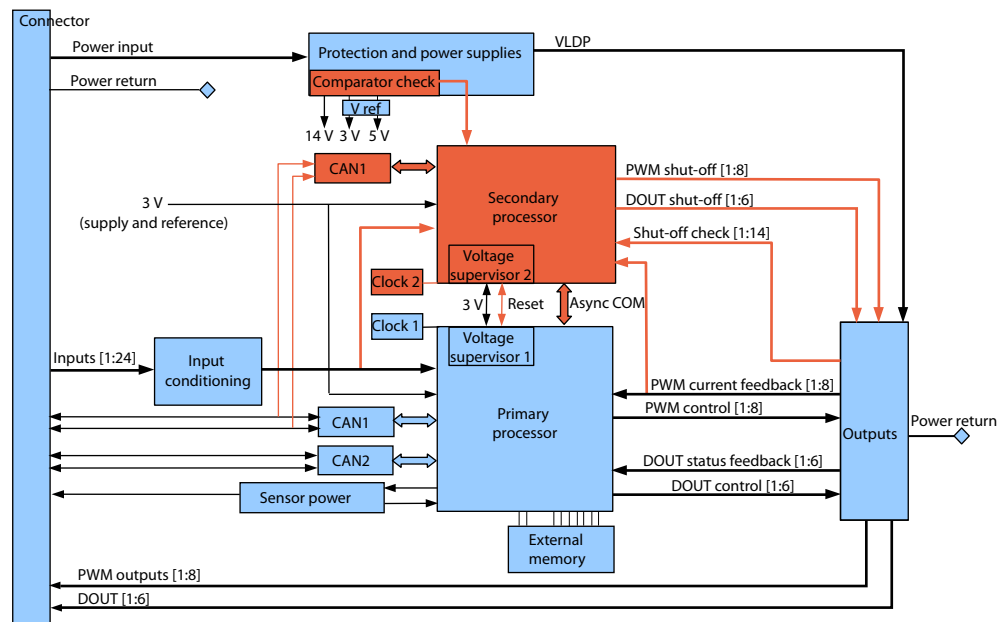 Connector
Power input
Protection and power supplies
VLDP
Power return
Comparator check
V ref
14 V
3 V
5 V
CAN1
Secondary
processor
PWM shut-off [1:8]
DOUT shut-off [1:6]
Shut-off check [1:14]
3 V
(supply and reference)
Voltage
supervisor 2
Clock 2
3 V
Reset
Async COM
Clock 1
Voltage
supervisor 1
Inputs [1:24]
Input
conditioning
PWM current feedback [1:8]
Primary
processor
CAN1
PWM control [1:8]
Power return
Outputs
CAN2
DOUT status feedback [1:6]
Sensor power
DOUT control [1:6]
External
memory
PWM outputs [1:8]
DOUT [1:6]